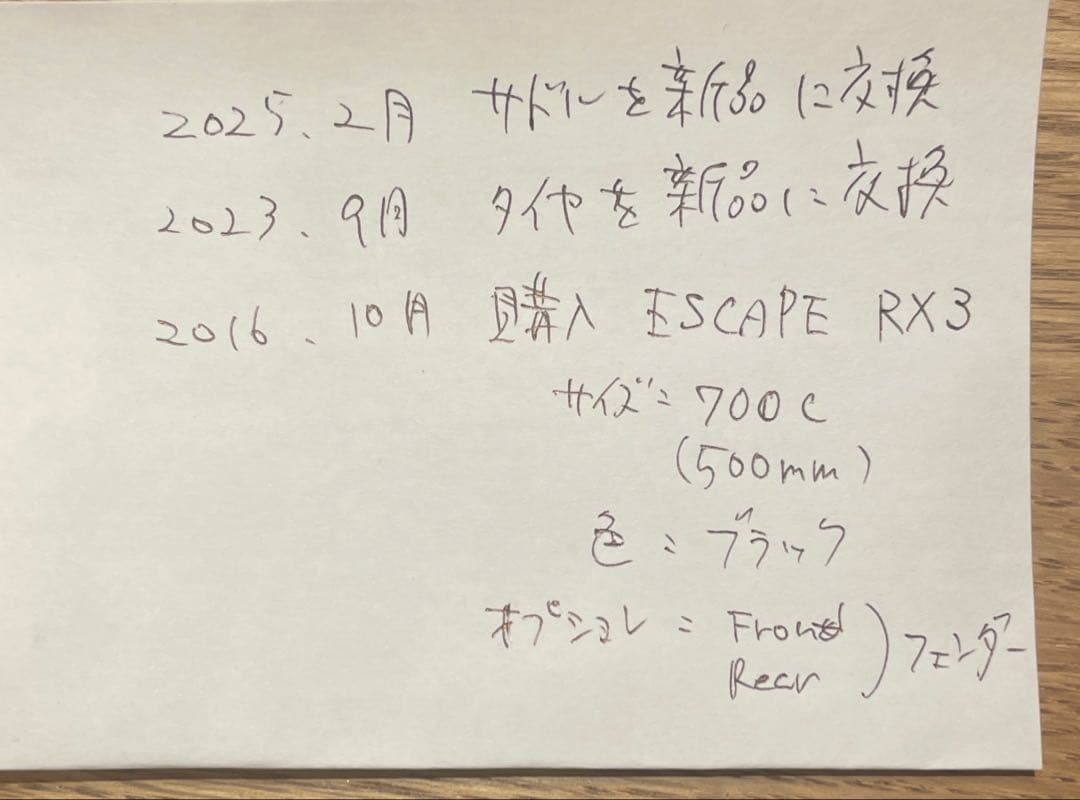 2025.2月 サドルを新品に交換
2023.9月 タイヤを新品に交換
2016.10月 購入 ESCAPE RX3
サイズ: 700C
(500mm)
色: ブラック
オプション: Front
Rear ) フェンダー